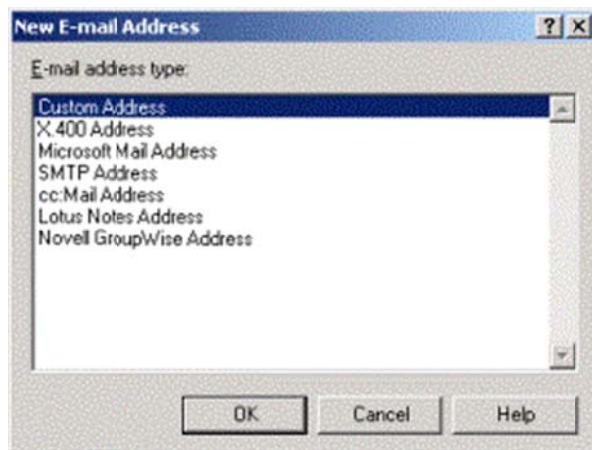 New E-mail Address
E-mail address type:
Custom Address
X.400 Address
Microsoft Mail Address
SMTP Address
cc:Mail Address
Lotus Notes Address
Novell GroupWise Address
OK Cancel Help